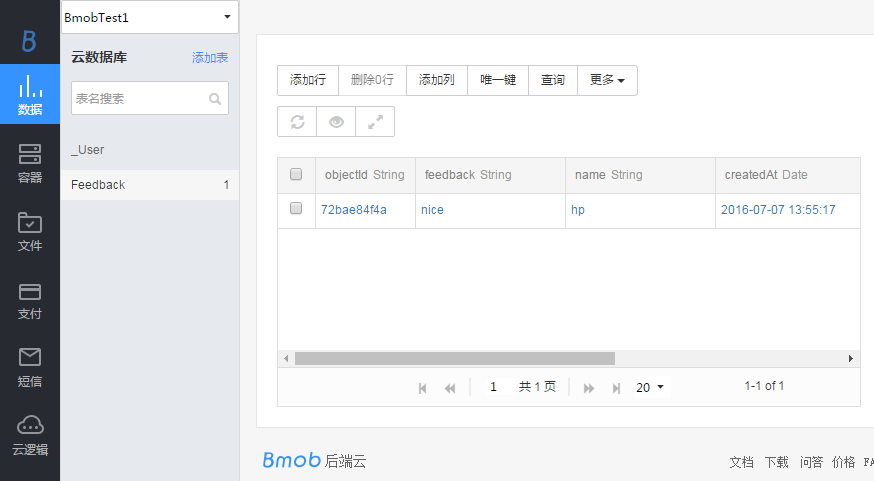 BmobTest1
B
云数据库 添加表
表名搜索
_User
Feedback 1
数据
容器
文件
支付
短信
云逻辑
添加行 删除0行 添加列 唯一键 查询 更多
objectId String feedback String name String createdAt Date
72bae84f4a nice hp 2016-07-07 13:55:17
1 共 1 页 20 1-1 of 1
Bmob 后端云
文档 下载 问答 价格 FA